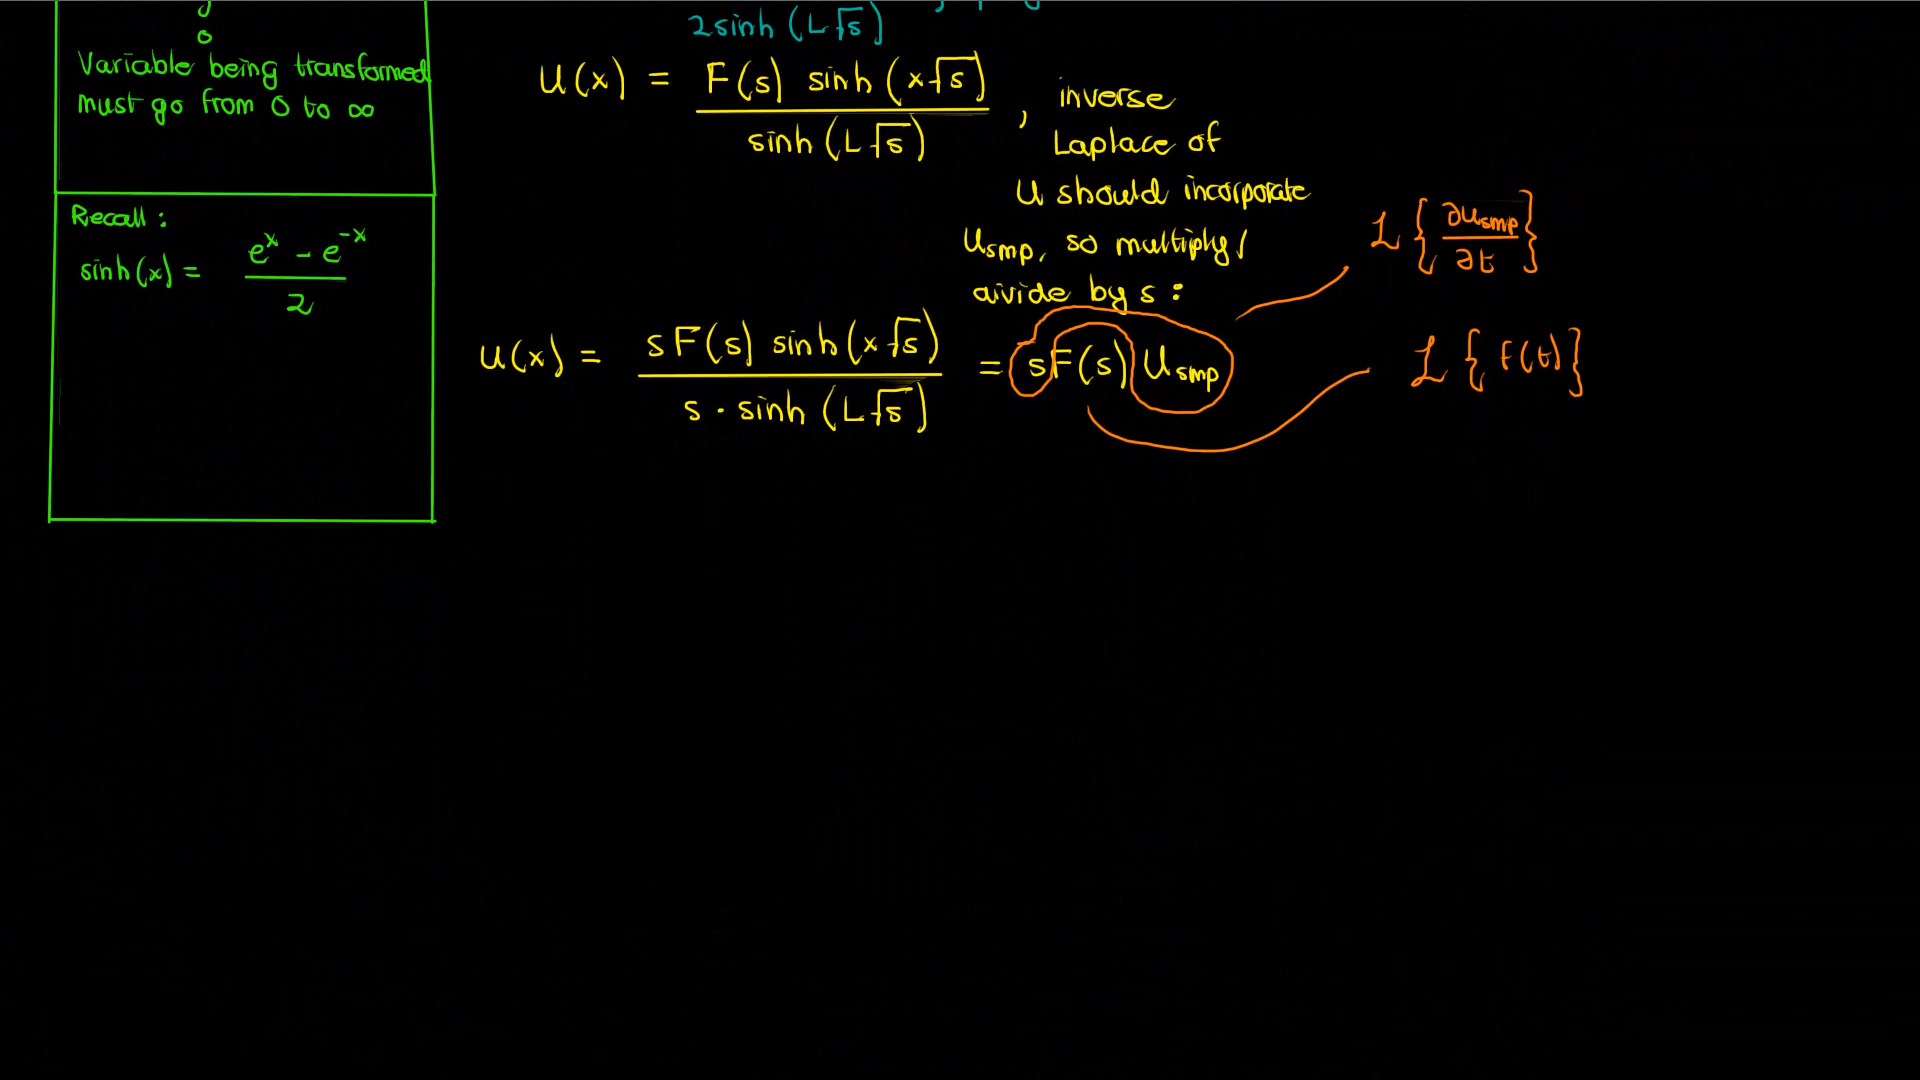 2sinh (L√s)
Variable being transformed
must go from 0 to ∞
U(x) = F(s) sinh (x√s) / sinh (L√s) , inverse
Laplace of
U should incorporate
Usmp, so multiply/
divide by s :
Recall :
sinh(x) = e^x - e^-x / 2
U(x) = sF(s) sinh(x√s) / s · sinh (L√s) = sF(s) Usmp
ℒ { ∂usmp / ∂t }
ℒ { f(t) }